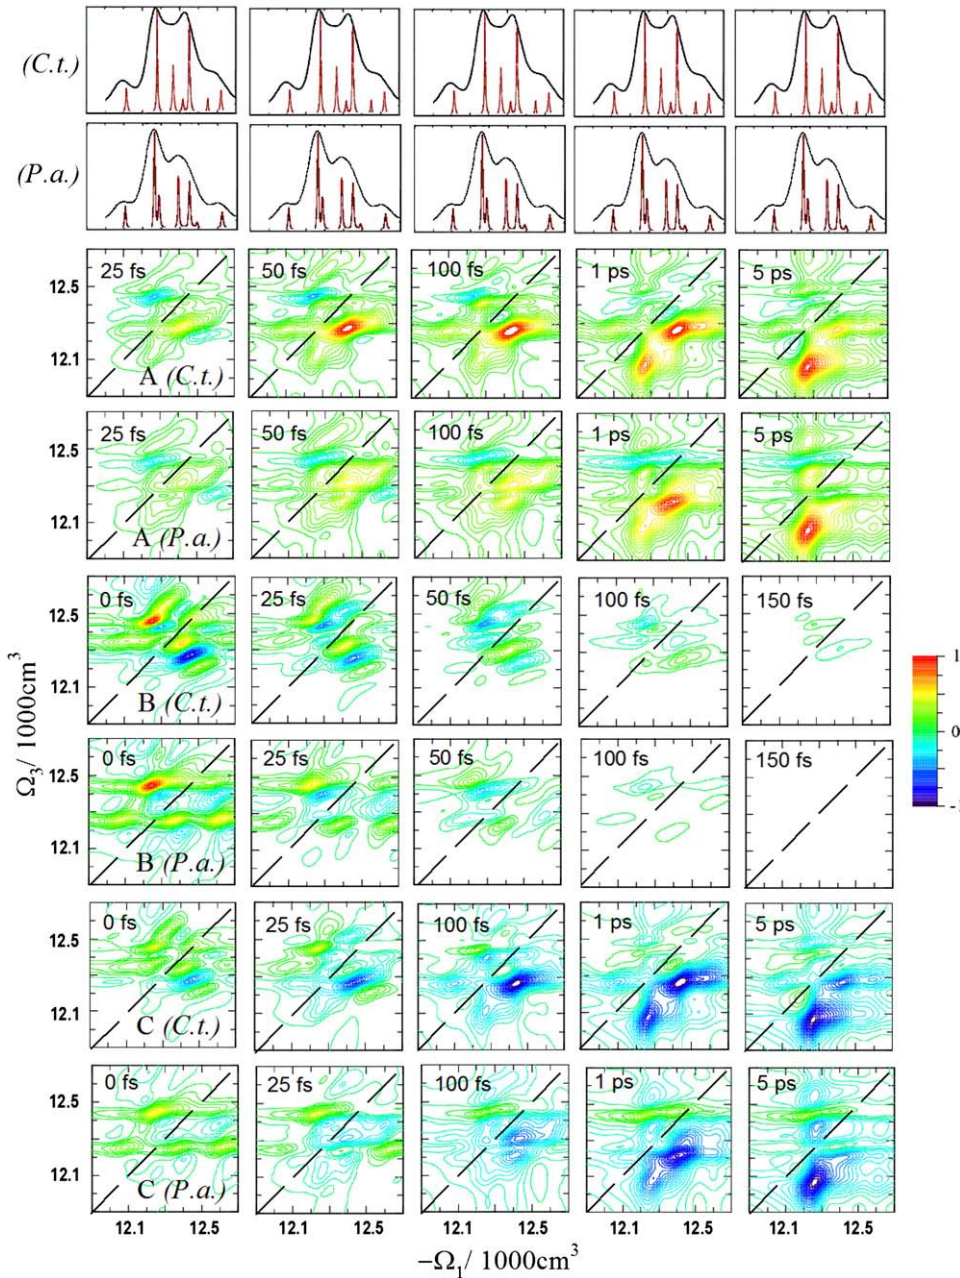 (C.t.)
(P.a.)
25 fs 50 fs 100 fs 1 ps 5 ps
12.5
12.1
A (C.t.)
25 fs 50 fs 100 fs 1 ps 5 ps
12.5
12.1
A (P.a.)
0 fs 25 fs 50 fs 100 fs 150 fs
12.5
12.1
B (C.t.)
0 fs 25 fs 50 fs 100 fs 150 fs
12.5
12.1
B (P.a.)
0 fs 25 fs 100 fs 1 ps 5 ps
12.5
12.1
C (C.t.)
0 fs 25 fs 100 fs 1 ps 5 ps
12.5
12.1
C (P.a.)
12.1 12.5 12.1 12.5 12.1 12.5 12.1 12.5 12.1 12.5
−Ω₁/ 1000cm³
Ω₃/ 1000cm³
1
0